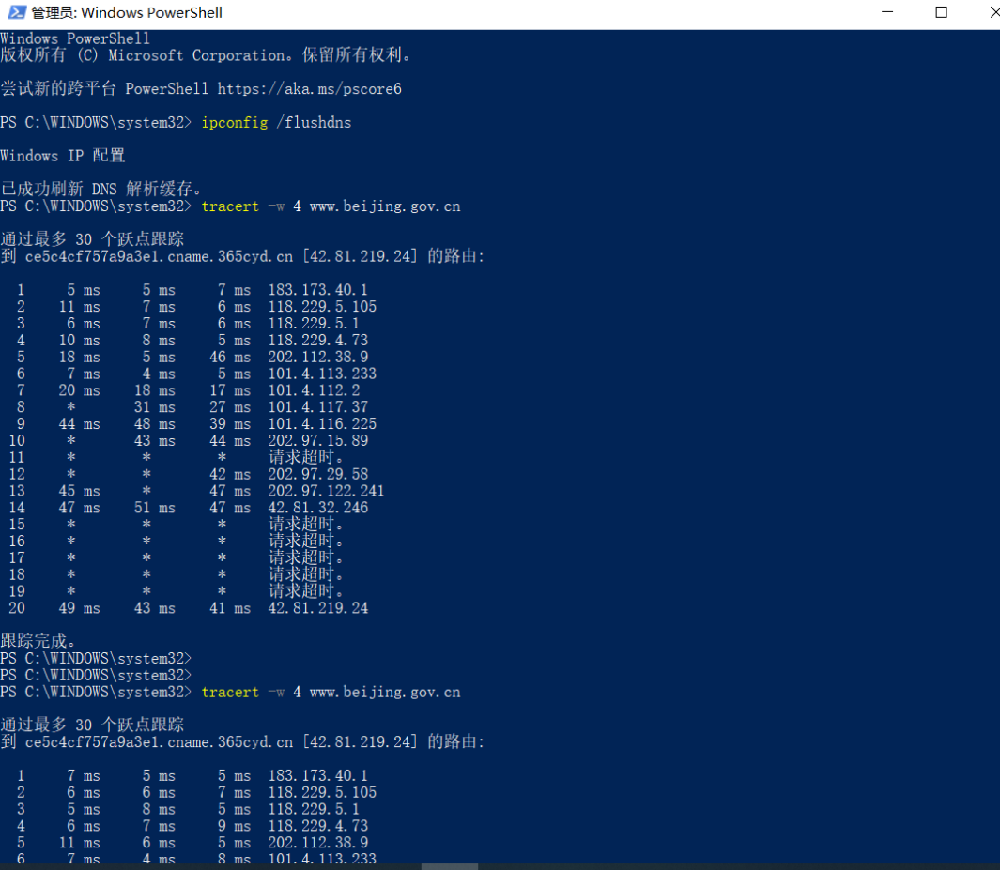 管理员: Windows PowerShell
Windows PowerShell
版权所有 (C) Microsoft Corporation。保留所有权利。
尝试新的跨平台 PowerShell https://aka.ms/pscore6
PS C:\WINDOWS\system32> ipconfig /flushdns
Windows IP 配置
已成功刷新 DNS 解析缓存。
PS C:\WINDOWS\system32> tracert -w 4 www.beijing.gov.cn
通过最多 30 个跃点跟踪
到 ce5c4cf757a9a3e1.cname.365cyd.cn [42.81.219.24] 的路由:
1 5 ms 5 ms 7 ms 183.173.40.1
2 11 ms 7 ms 6 ms 118.229.5.105
3 6 ms 7 ms 6 ms 118.229.5.1
4 10 ms 8 ms 5 ms 118.229.4.73
5 18 ms 5 ms 46 ms 202.112.38.9
6 7 ms 4 ms 5 ms 101.4.113.233
7 20 ms 18 ms 17 ms 101.4.112.2
8 * 31 ms 27 ms 101.4.117.37
9 44 ms 48 ms 39 ms 101.4.116.225
10 * 43 ms 44 ms 202.97.15.89
11 * * * 请求超时。
12 * * 42 ms 202.97.29.58
13 45 ms * 47 ms 202.97.122.241
14 47 ms 51 ms 47 ms 42.81.32.246
15 * * * 请求超时。
16 * * * 请求超时。
17 * * * 请求超时。
18 * * * 请求超时。
19 * * * 请求超时。
20 49 ms 43 ms 41 ms 42.81.219.24
跟踪完成。
PS C:\WINDOWS\system32>
PS C:\WINDOWS\system32>
PS C:\WINDOWS\system32> tracert -w 4 www.beijing.gov.cn
通过最多 30 个跃点跟踪
到 ce5c4cf757a9a3e1.cname.365cyd.cn [42.81.219.24] 的路由:
1 7 ms 5 ms 5 ms 183.173.40.1
2 6 ms 6 ms 7 ms 118.229.5.105
3 5 ms 8 ms 5 ms 118.229.5.1
4 6 ms 7 ms 9 ms 118.229.4.73
5 11 ms 6 ms 5 ms 202.112.38.9
6 7 ms 4 ms 8 ms 101.4.113.233